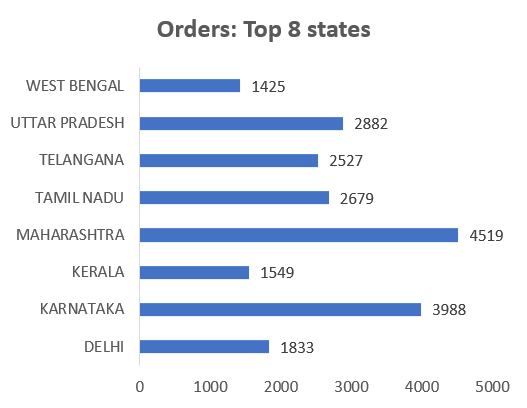 Orders: Top 8 states
WEST BENGAL 1425
UTTAR PRADESH 2882
TELANGANA 2527
TAMIL NADU 2679
MAHARASHTRA 4519
KERALA 1549
KARNATAKA 3988
DELHI 1833
0 1000 2000 3000 4000 5000